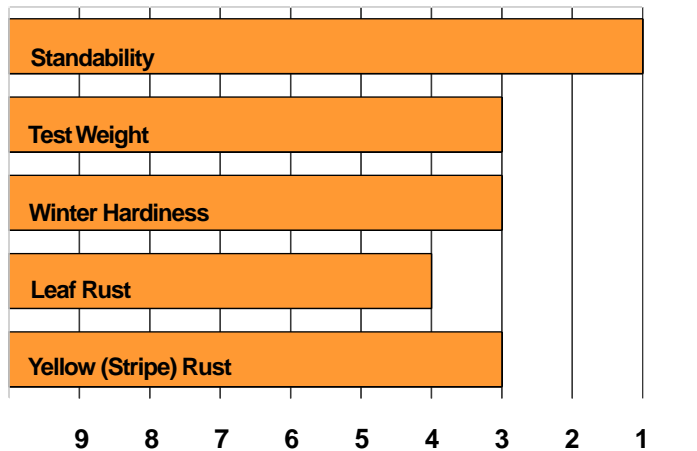 Standability
Test Weight
Winter Hardiness
Leaf Rust
Yellow (Stripe) Rust
9 8 7 6 5 4 3 2 1